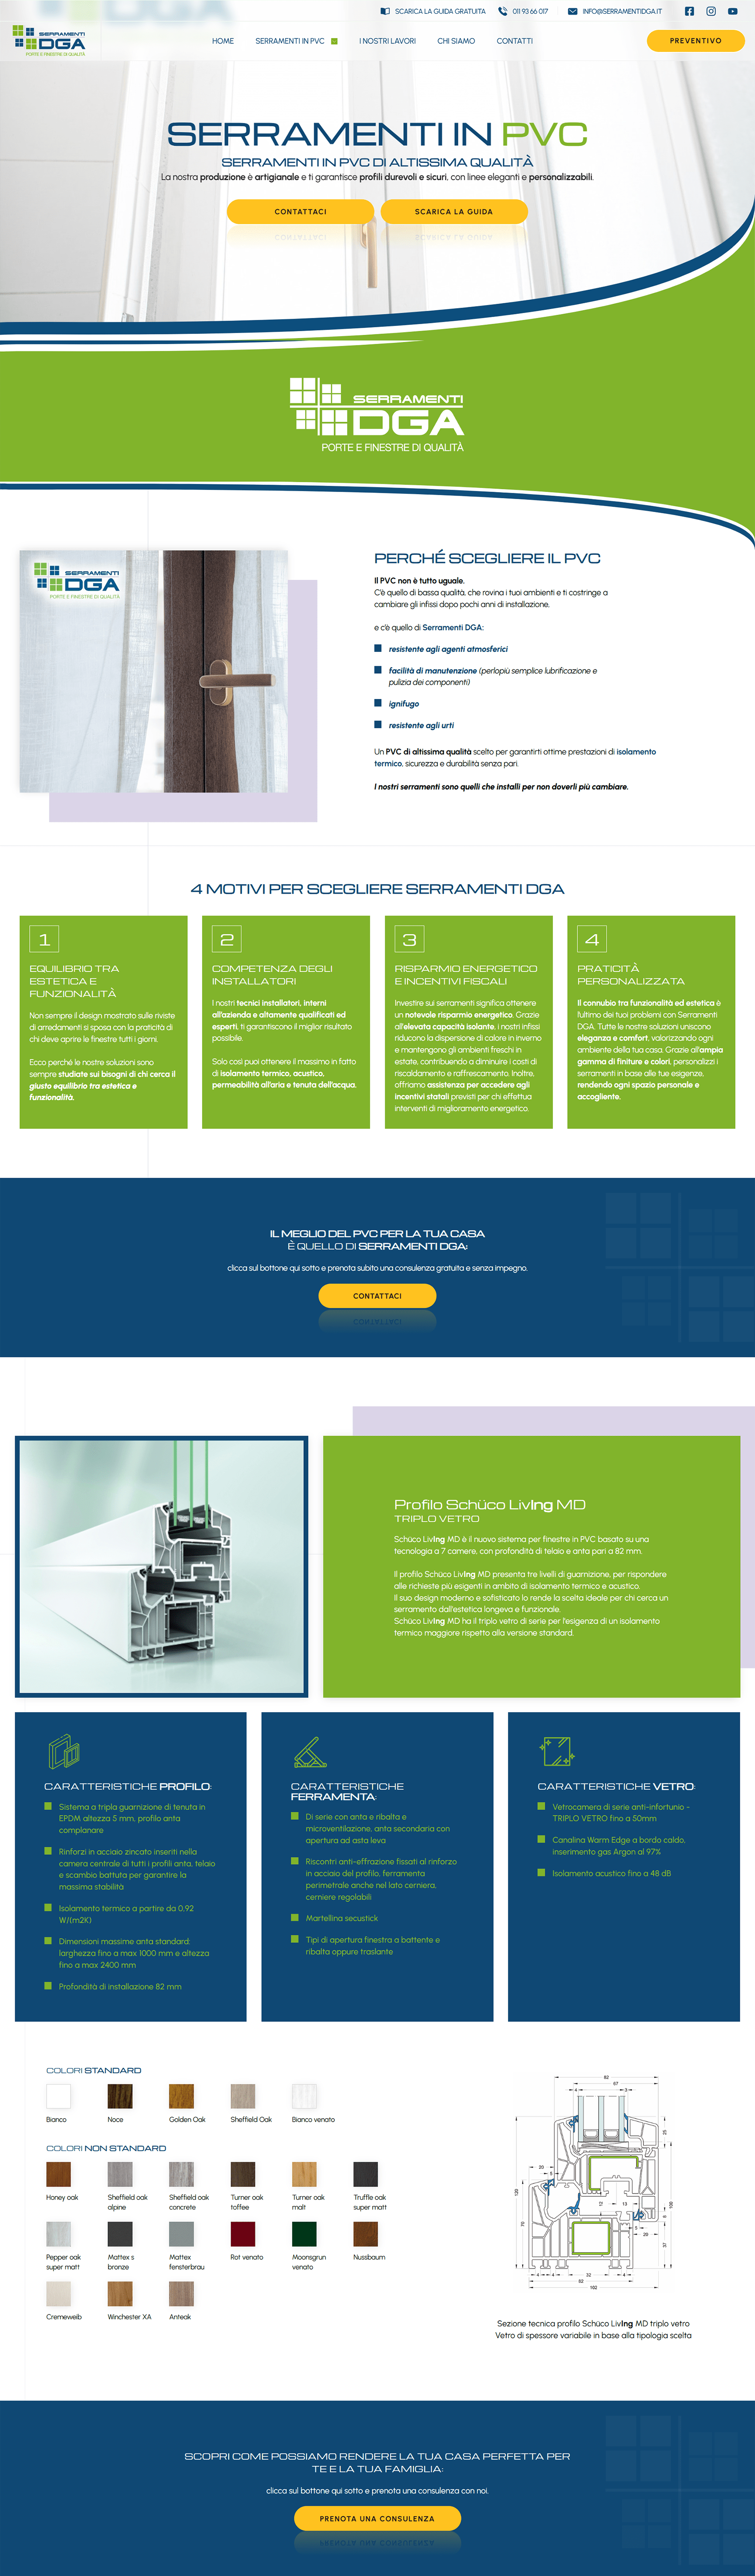 SCARICA LA GUIDA GRATUITA 011 93 66 017 INFO@SERRAMENTIDGA.IT
SERRAMENTI
DGA
PORTE E FINESTRE DI QUALITÀ
HOME SERRAMENTI IN PVC I NOSTRI LAVORI CHI SIAMO CONTATTI
PREVENTIVO
SERRAMENTI IN PVC
SERRAMENTI IN PVC DI ALTISSIMA QUALITÀ
La nostra produzione è artigianale e ti garantisce profili durevoli e sicuri, con linee eleganti e personalizzabili.
CONTATTACI SCARICA LA GUIDA
SERRAMENTI
DGA
PORTE E FINESTRE DI QUALITÀ
SERRAMENTI
DGA
PORTE E FINESTRE DI QUALITÀ
PERCHÉ SCEGLIERE IL PVC
Il PVC non è tutto uguale.
C'è quello di bassa qualità, che rovina i tuoi ambienti e ti costringe a
cambiare gli infissi dopo pochi anni di installazione,
e c'è quello di Serramenti DGA:
resistente agli agenti atmosferici
facilità di manutenzione (perlopiù semplice lubrificazione e
pulizia dei componenti)
ignifugo
resistente agli urti
Un PVC di altissima qualità scelto per garantirti ottime prestazioni di isolamento
termico, sicurezza e durabilità senza pari.
I nostri serramenti sono quelli che installi per non doverli più cambiare.
4 MOTIVI PER SCEGLIERE SERRAMENTI DGA
1
EQUILIBRIO TRA
ESTETICA E
FUNZIONALITÀ
Non sempre il design mostrato sulle riviste
di arredamenti si sposa con la praticità di
chi deve aprire le finestre tutti i giorni.
Ecco perché le nostre soluzioni sono
sempre studiate sui bisogni di chi cerca il
giusto equilibrio tra estetica e
funzionalità.
2
COMPETENZA DEGLI
INSTALLATORI
I nostri tecnici installatori, interni
all'azienda e altamente qualificati ed
esperti, ti garantiscono il miglior risultato
possibile.
Solo così puoi ottenere il massimo in fatto
di isolamento termico, acustico,
permeabilità all'aria e tenuta dell'acqua.
3
RISPARMIO ENERGETICO
E INCENTIVI FISCALI
Investire sui serramenti significa ottenere
un notevole risparmio energetico. Grazie
all'elevata capacità isolante, i nostri infissi
riducono la dispersione di calore in inverno
e mantengono gli ambienti freschi in
estate, contribuendo a diminuire i costi di
riscaldamento e raffrescamento. Inoltre,
offriamo assistenza per accedere agli
incentivi statali previsti per chi effettua
interventi di miglioramento energetico.
4
PRATICITÀ
PERSONALIZZATA
Il connubio tra funzionalità ed estetica è
l'ultimo dei tuoi problemi con Serramenti
DGA. Tutte le nostre soluzioni uniscono
eleganza e comfort, valorizzando ogni
ambiente della tua casa. Grazie all'ampia
gamma di finiture e colori, personalizzi i
serramenti in base alle tue esigenze,
rendendo ogni spazio personale e
accogliente.
IL MEGLIO DEL PVC PER LA TUA CASA
È QUELLO DI SERRAMENTI DGA:
clicca sul bottone qui sotto e prenota subito una consulenza gratuita e senza impegno.
CONTATTACI
Profilo Schüco LivIng MD
TRIPLO VETRO
Schüco LivIng MD è il nuovo sistema per finestre in PVC basato su una
tecnologia a 7 camere, con profondità di telaio e anta pari a 82 mm.
Il profilo Schüco LivIng MD presenta tre livelli di guarnizione, per rispondere
alle richieste più esigenti in ambito di isolamento termico e acustico.
Il suo design moderno e sofisticato lo rende la scelta ideale per chi cerca un
serramento dall'estetica longeva e funzionale.
Schüco LivIng MD ha il triplo vetro di serie per l'esigenza di un isolamento
termico maggiore rispetto alla versione standard.
CARATTERISTICHE PROFILO:
Sistema a tripla guarnizione di tenuta in
EPDM altezza 5 mm, profilo anta
complanare
Rinforzi in acciaio zincato inseriti nella
camera centrale di tutti i profili anta, telaio
e scambio battuta per garantire la
massima stabilità
Isolamento termico a partire da 0,92
W/(m2K)
Dimensioni massime anta standard:
larghezza fino a max 1000 mm e altezza
fino a max 2400 mm
Profondità di installazione 82 mm
CARATTERISTICHE
FERRAMENTA:
Di serie con anta e ribalta e
microventilazione, anta secondaria con
apertura ad asta leva
Riscontri anti-effrazione fissati al rinforzo
in acciaio del profilo, ferramenta
perimetrale anche nel lato cerniera,
cerniere regolabili
Martellina secustick
Tipi di apertura finestra a battente e
ribalta oppure traslante
CARATTERISTICHE VETRO:
Vetrocamera di serie anti-infortunio -
TRIPLO VETRO fino a 50mm
Canalina Warm Edge a bordo caldo,
inserimento gas Argon al 97%
Isolamento acustico fino a 48 dB
COLORI STANDARD
Bianco Noce Golden Oak Sheffield Oak Bianco venato
COLORI NON STANDARD
Honey oak Sheffield oak Sheffield oak Turner oak Turner oak Truffle oak
alpine concrete toffee malt super matt
Pepper oak Mattex s Mattex Rot venato Moonsgrun Nussbaum
super matt bronze fensterbrau venato
Cremeweib Winchester XA Anteak
Sezione tecnica profilo Schüco LivIng MD triplo vetro
Vetro di spessore variabile in base alla tipologia scelta
SCOPRI COME POSSIAMO RENDERE LA TUA CASA PERFETTA PER
TE E LA TUA FAMIGLIA:
clicca sul bottone qui sotto e prenota una consulenza con noi.
PRENOTA UNA CONSULENZA